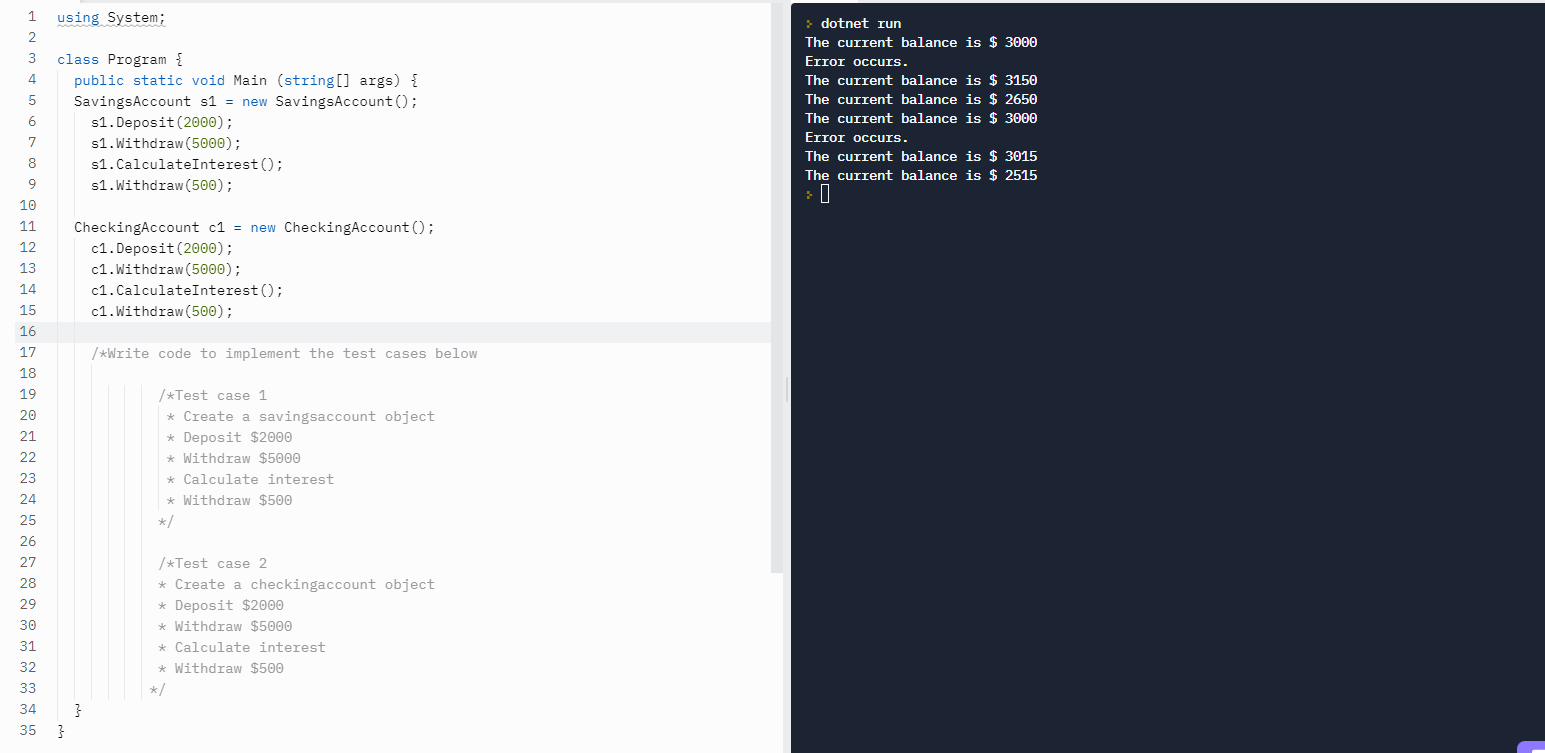 1 using System;
2
3 class Program {
4 public static void Main (string[] args) {
5 SavingsAccount s1 = new SavingsAccount();
6 s1.Deposit(2000);
7 s1.Withdraw(5000);
8 s1.CalculateInterest();
9 s1.Withdraw(500);
10
11 CheckingAccount c1 = new CheckingAccount();
12 c1.Deposit(2000);
13 c1.Withdraw(5000);
14 c1.CalculateInterest();
15 c1.Withdraw(500);
16
17 /*Write code to implement the test cases below
18
19 /*Test case 1
20 * Create a savingsaccount object
21 * Deposit $2000
22 * Withdraw $5000
23 * Calculate interest
24 * Withdraw $500
25 */
26
27 /*Test case 2
28 * Create a checkingaccount object
29 * Deposit $2000
30 * Withdraw $5000
31 * Calculate interest
32 * Withdraw $500
33 */
34 }
35 }
> dotnet run
The current balance is $ 3000
Error occurs.
The current balance is $ 3150
The current balance is $ 2650
The current balance is $ 3000
Error occurs.
The current balance is $ 3015
The current balance is $ 2515
>